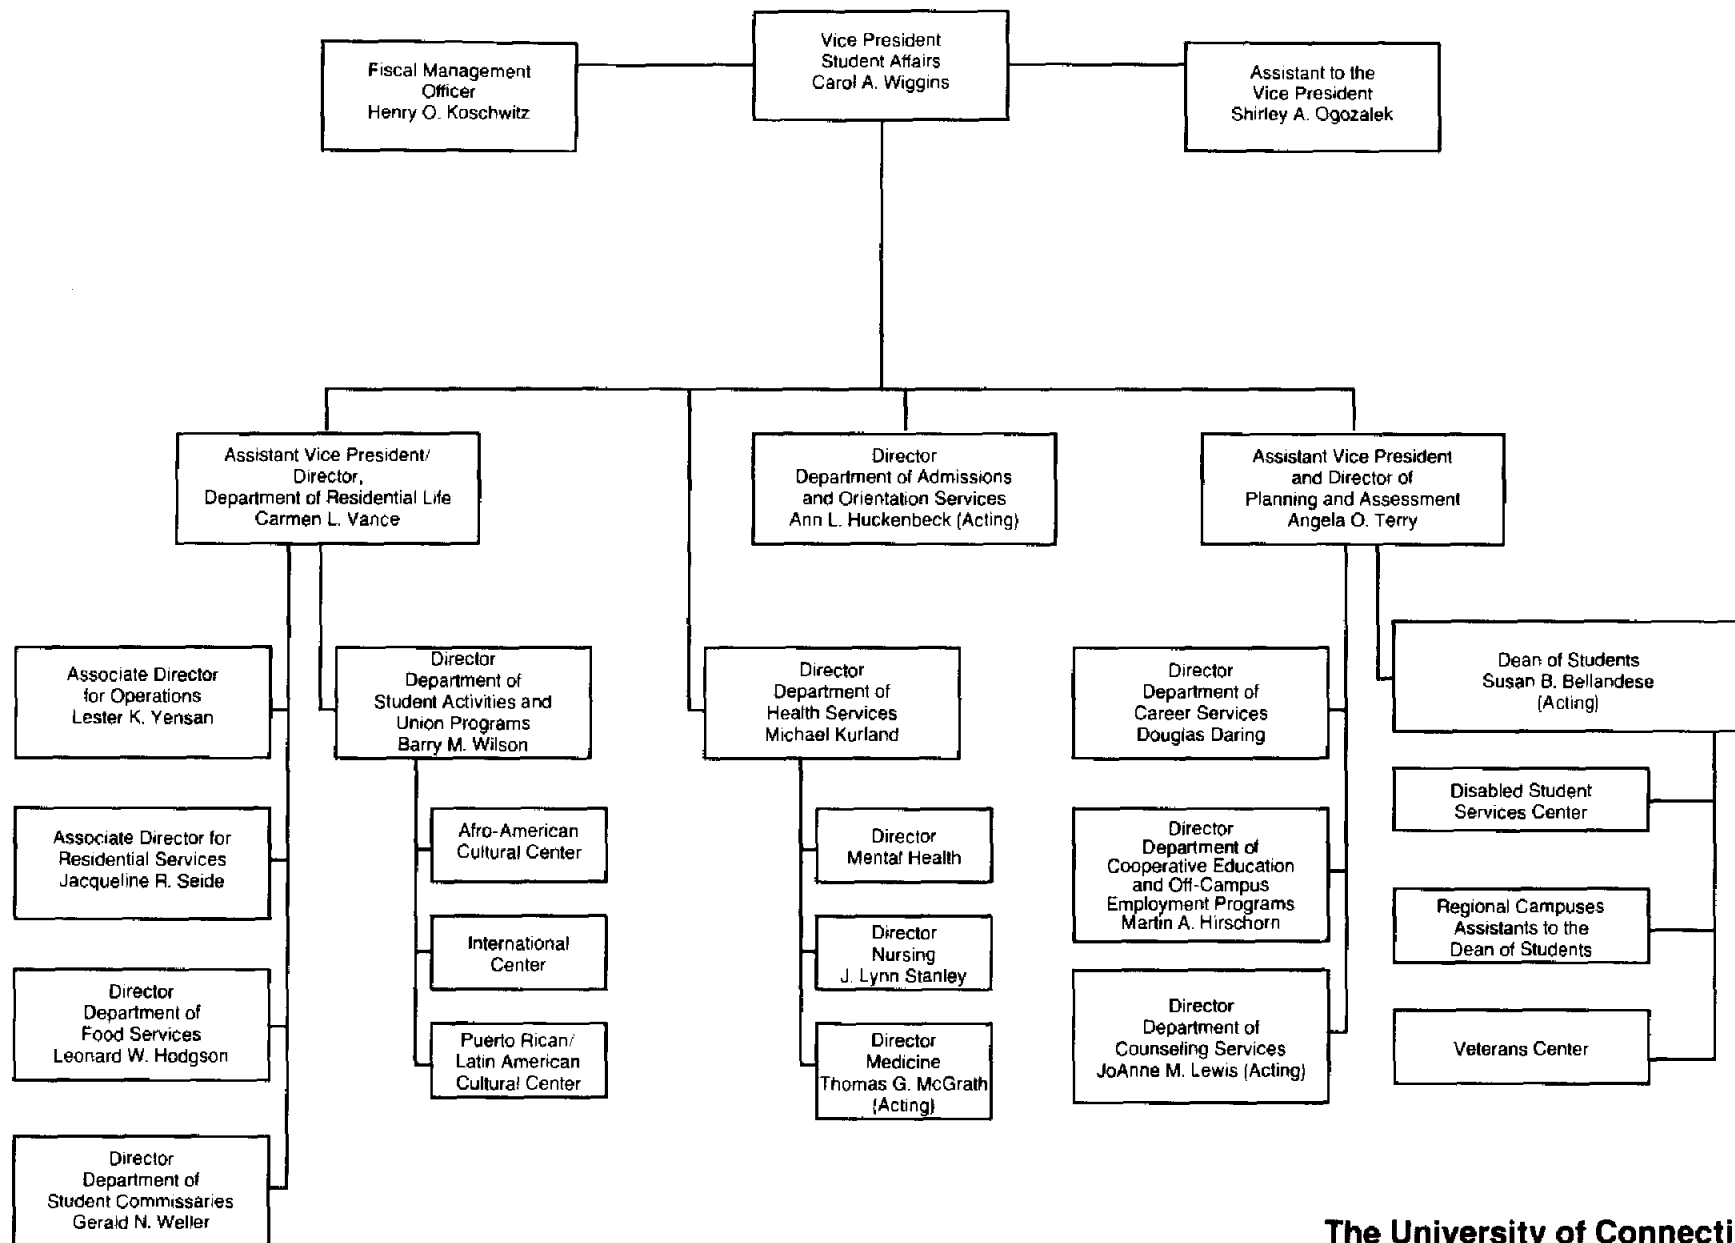 Vice President
Student Affairs
Carol A. Wiggins
Fiscal Management
Officer
Henry O. Koschwitz
Assistant to the
Vice President
Shirley A. Ogozalek
Assistant Vice President/
Director,
Department of Residential Life
Carmen L. Vance
Director
Department of Admissions
and Orientation Services
Ann L. Huckenbeck (Acting)
Assistant Vice President
and Director of
Planning and Assessment
Angela O. Terry
Associate Director
for Operations
Lester K. Yensan
Director
Department of
Student Activities and
Union Programs
Barry M. Wilson
Director
Department of
Health Services
Michael Kurland
Director
Department of
Career Services
Douglas Daring
Dean of Students
Susan B. Bellandese
(Acting)
Associate Director for
Residential Services
Jacqueline R. Seide
Afro-American
Cultural Center
Director
Mental Health
Director
Department of
Cooperative Education
and Off-Campus
Employment Programs
Martin A. Hirschorn
Disabled Student
Services Center
International
Center
Director
Nursing
J. Lynn Stanley
Regional Campuses
Assistants to the
Dean of Students
Director
Department of
Food Services
Leonard W. Hodgson
Puerto Rican/
Latin American
Cultural Center
Director
Medicine
Thomas G. McGrath
(Acting)
Director
Department of
Counseling Services
JoAnne M. Lewis (Acting)
Veterans Center
Director
Department of
Student Commissaries
Gerald N. Weller
The University of Connecti